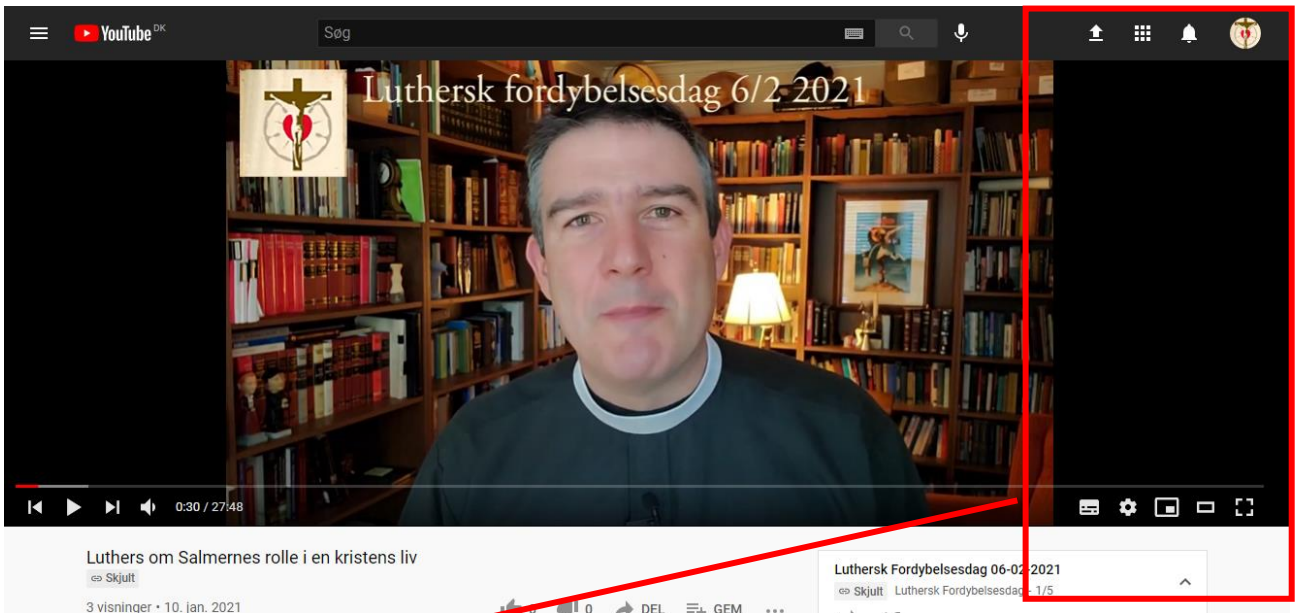 YouTube DK
Søg
Luthersk fordybelsesdag 6/2 2021
0:30 / 27:48
Luthers om Salmernes rolle i en kristens liv
Skjult
3 visninger • 10. jan. 2021
0 0 DEL GEM
Luthersk Fordybelsesdag 06-02-2021
Skjult Luthersk Fordybelsesdag - 1/5